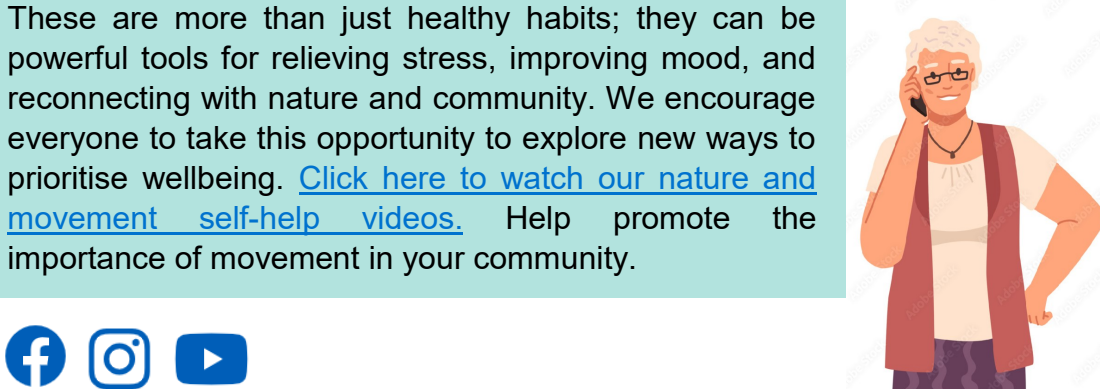 These are more than just healthy habits; they can be
powerful tools for relieving stress, improving mood, and
reconnecting with nature and community. We encourage
everyone to take this opportunity to explore new ways to
prioritise wellbeing. Click here to watch our nature and
movement self-help videos. Help promote the
importance of movement in your community.